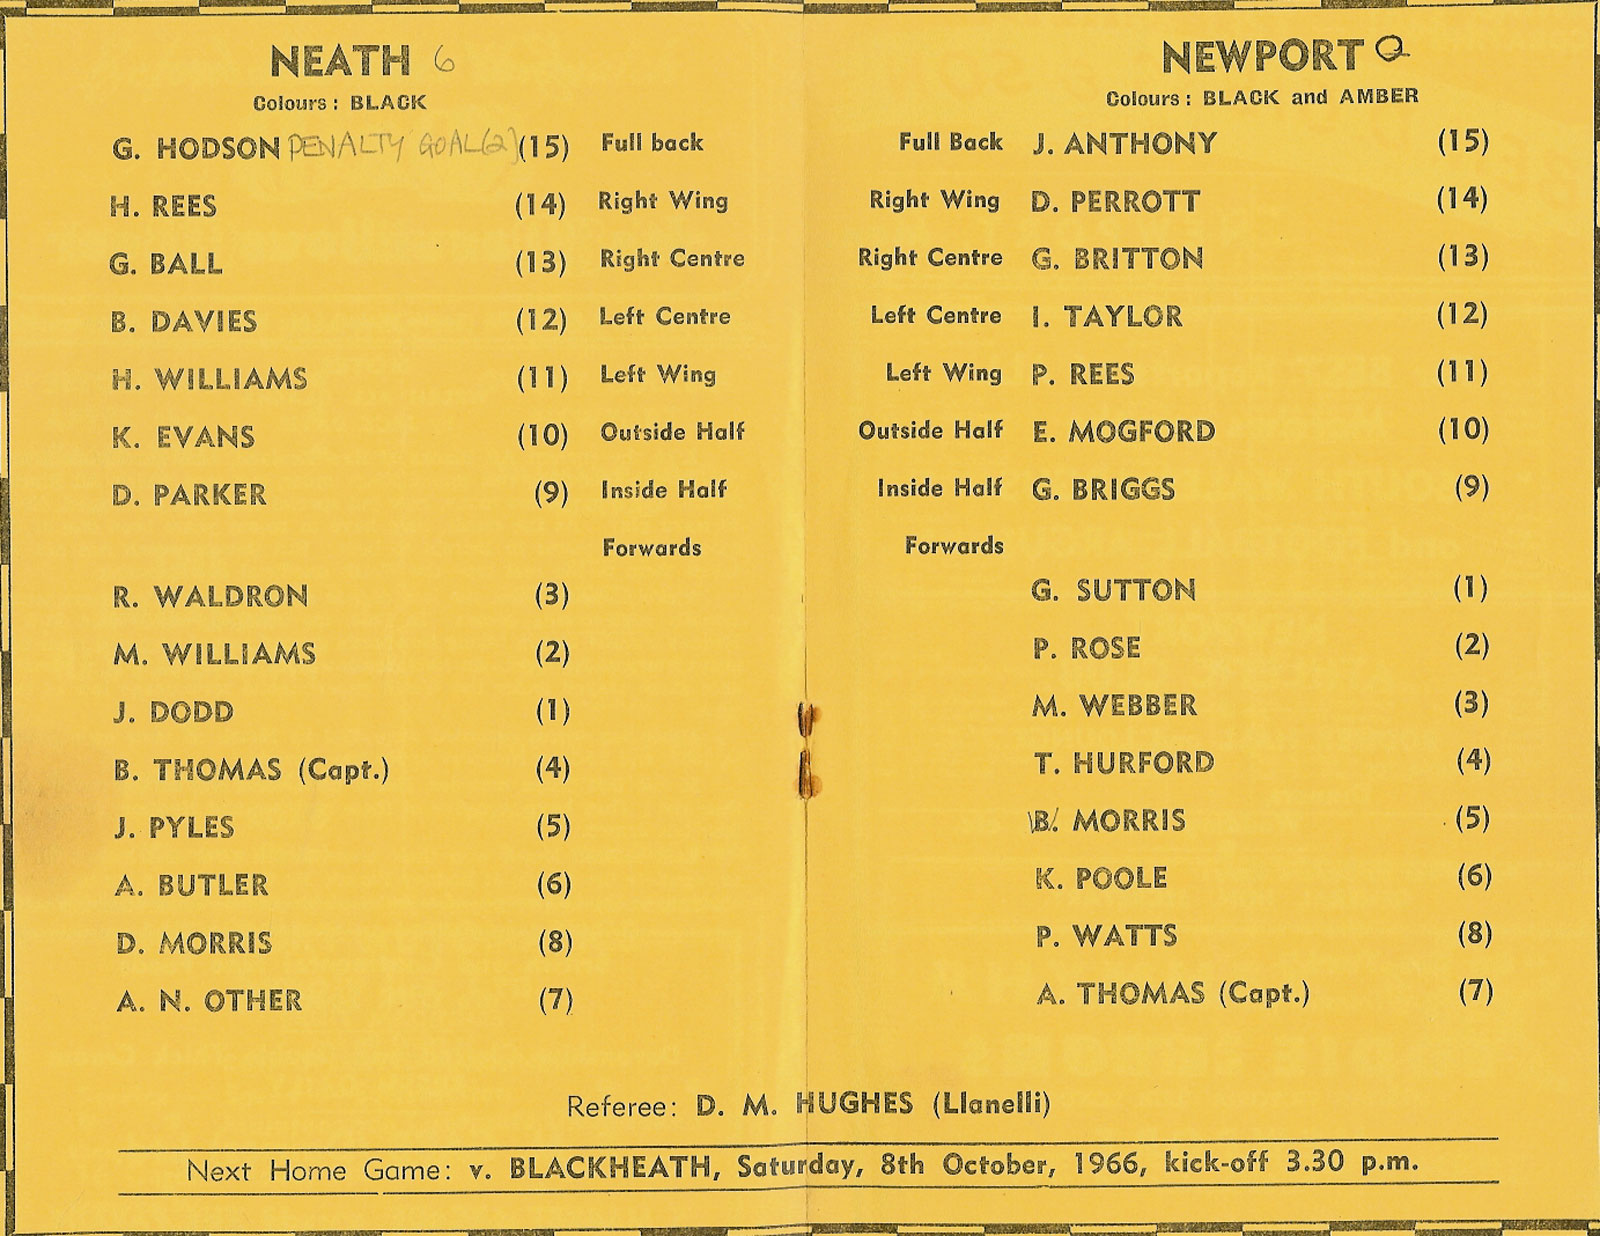 NEATH 6
Colours: BLACK
G. HODSON PENALTY GOAL (2) (15) Full back
H. REES (14) Right Wing
G. BALL (13) Right Centre
B. DAVIES (12) Left Centre
H. WILLIAMS (11) Left Wing
K. EVANS (10) Outside Half
D. PARKER (9) Inside Half
Forwards
R. WALDRON (3)
M. WILLIAMS (2)
J. DODD (1)
B. THOMAS (Capt.) (4)
J. PYLES (5)
A. BUTLER (6)
D. MORRIS (8)
A. N. OTHER (7)
NEWPORT
Colours: BLACK and AMBER
Full Back J. ANTHONY (15)
Right Wing D. PERROTT (14)
Right Centre G. BRITTON (13)
Left Centre I. TAYLOR (12)
Left Wing P. REES (11)
Outside Half E. MOGFORD (10)
Inside Half G. BRIGGS (9)
Forwards
G. SUTTON (1)
P. ROSE (2)
M. WEBBER (3)
T. HURFORD (4)
B. MORRIS (5)
K. POOLE (6)
P. WATTS (8)
A. THOMAS (Capt.) (7)
Referee: D. M. HUGHES (Llanelli)
Next Home Game: v. BLACKHEATH, Saturday, 8th October, 1966, kick-off 3.30 p.m.